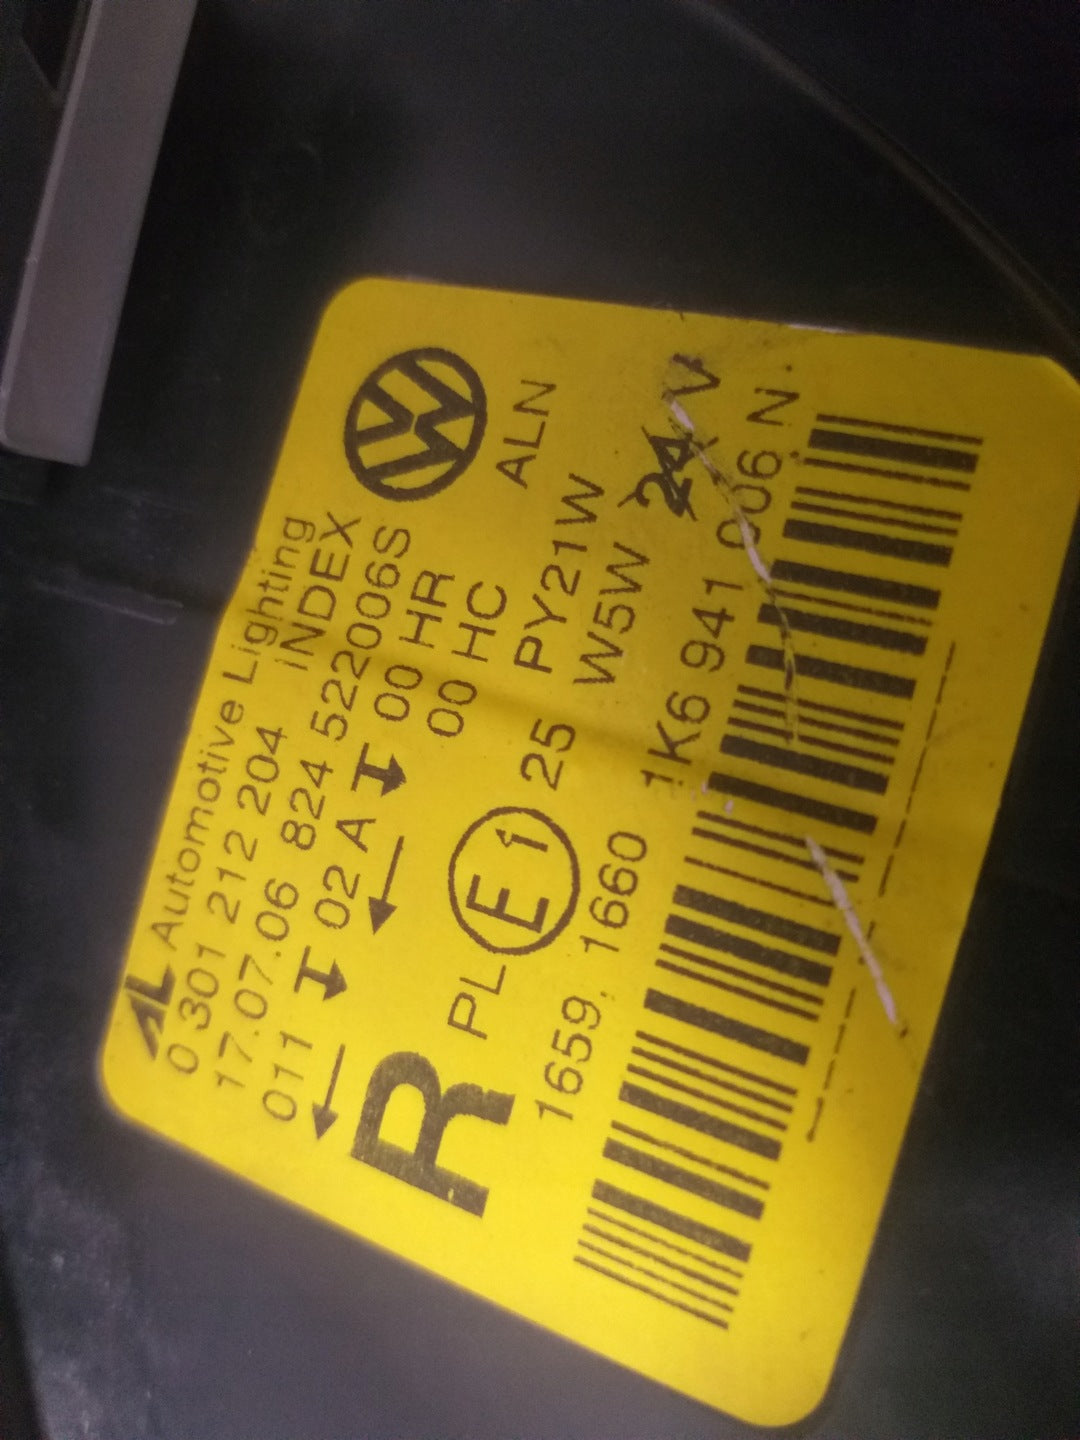 AL Automotive Lighting
0 301 212 204 INDEX
17.07.06 824 522006S
011 02 A 00 HR
00 HC
ALN
R PL E1 25 PY21W
W5W 24 V
1659, 1660
1K6 941 006 N